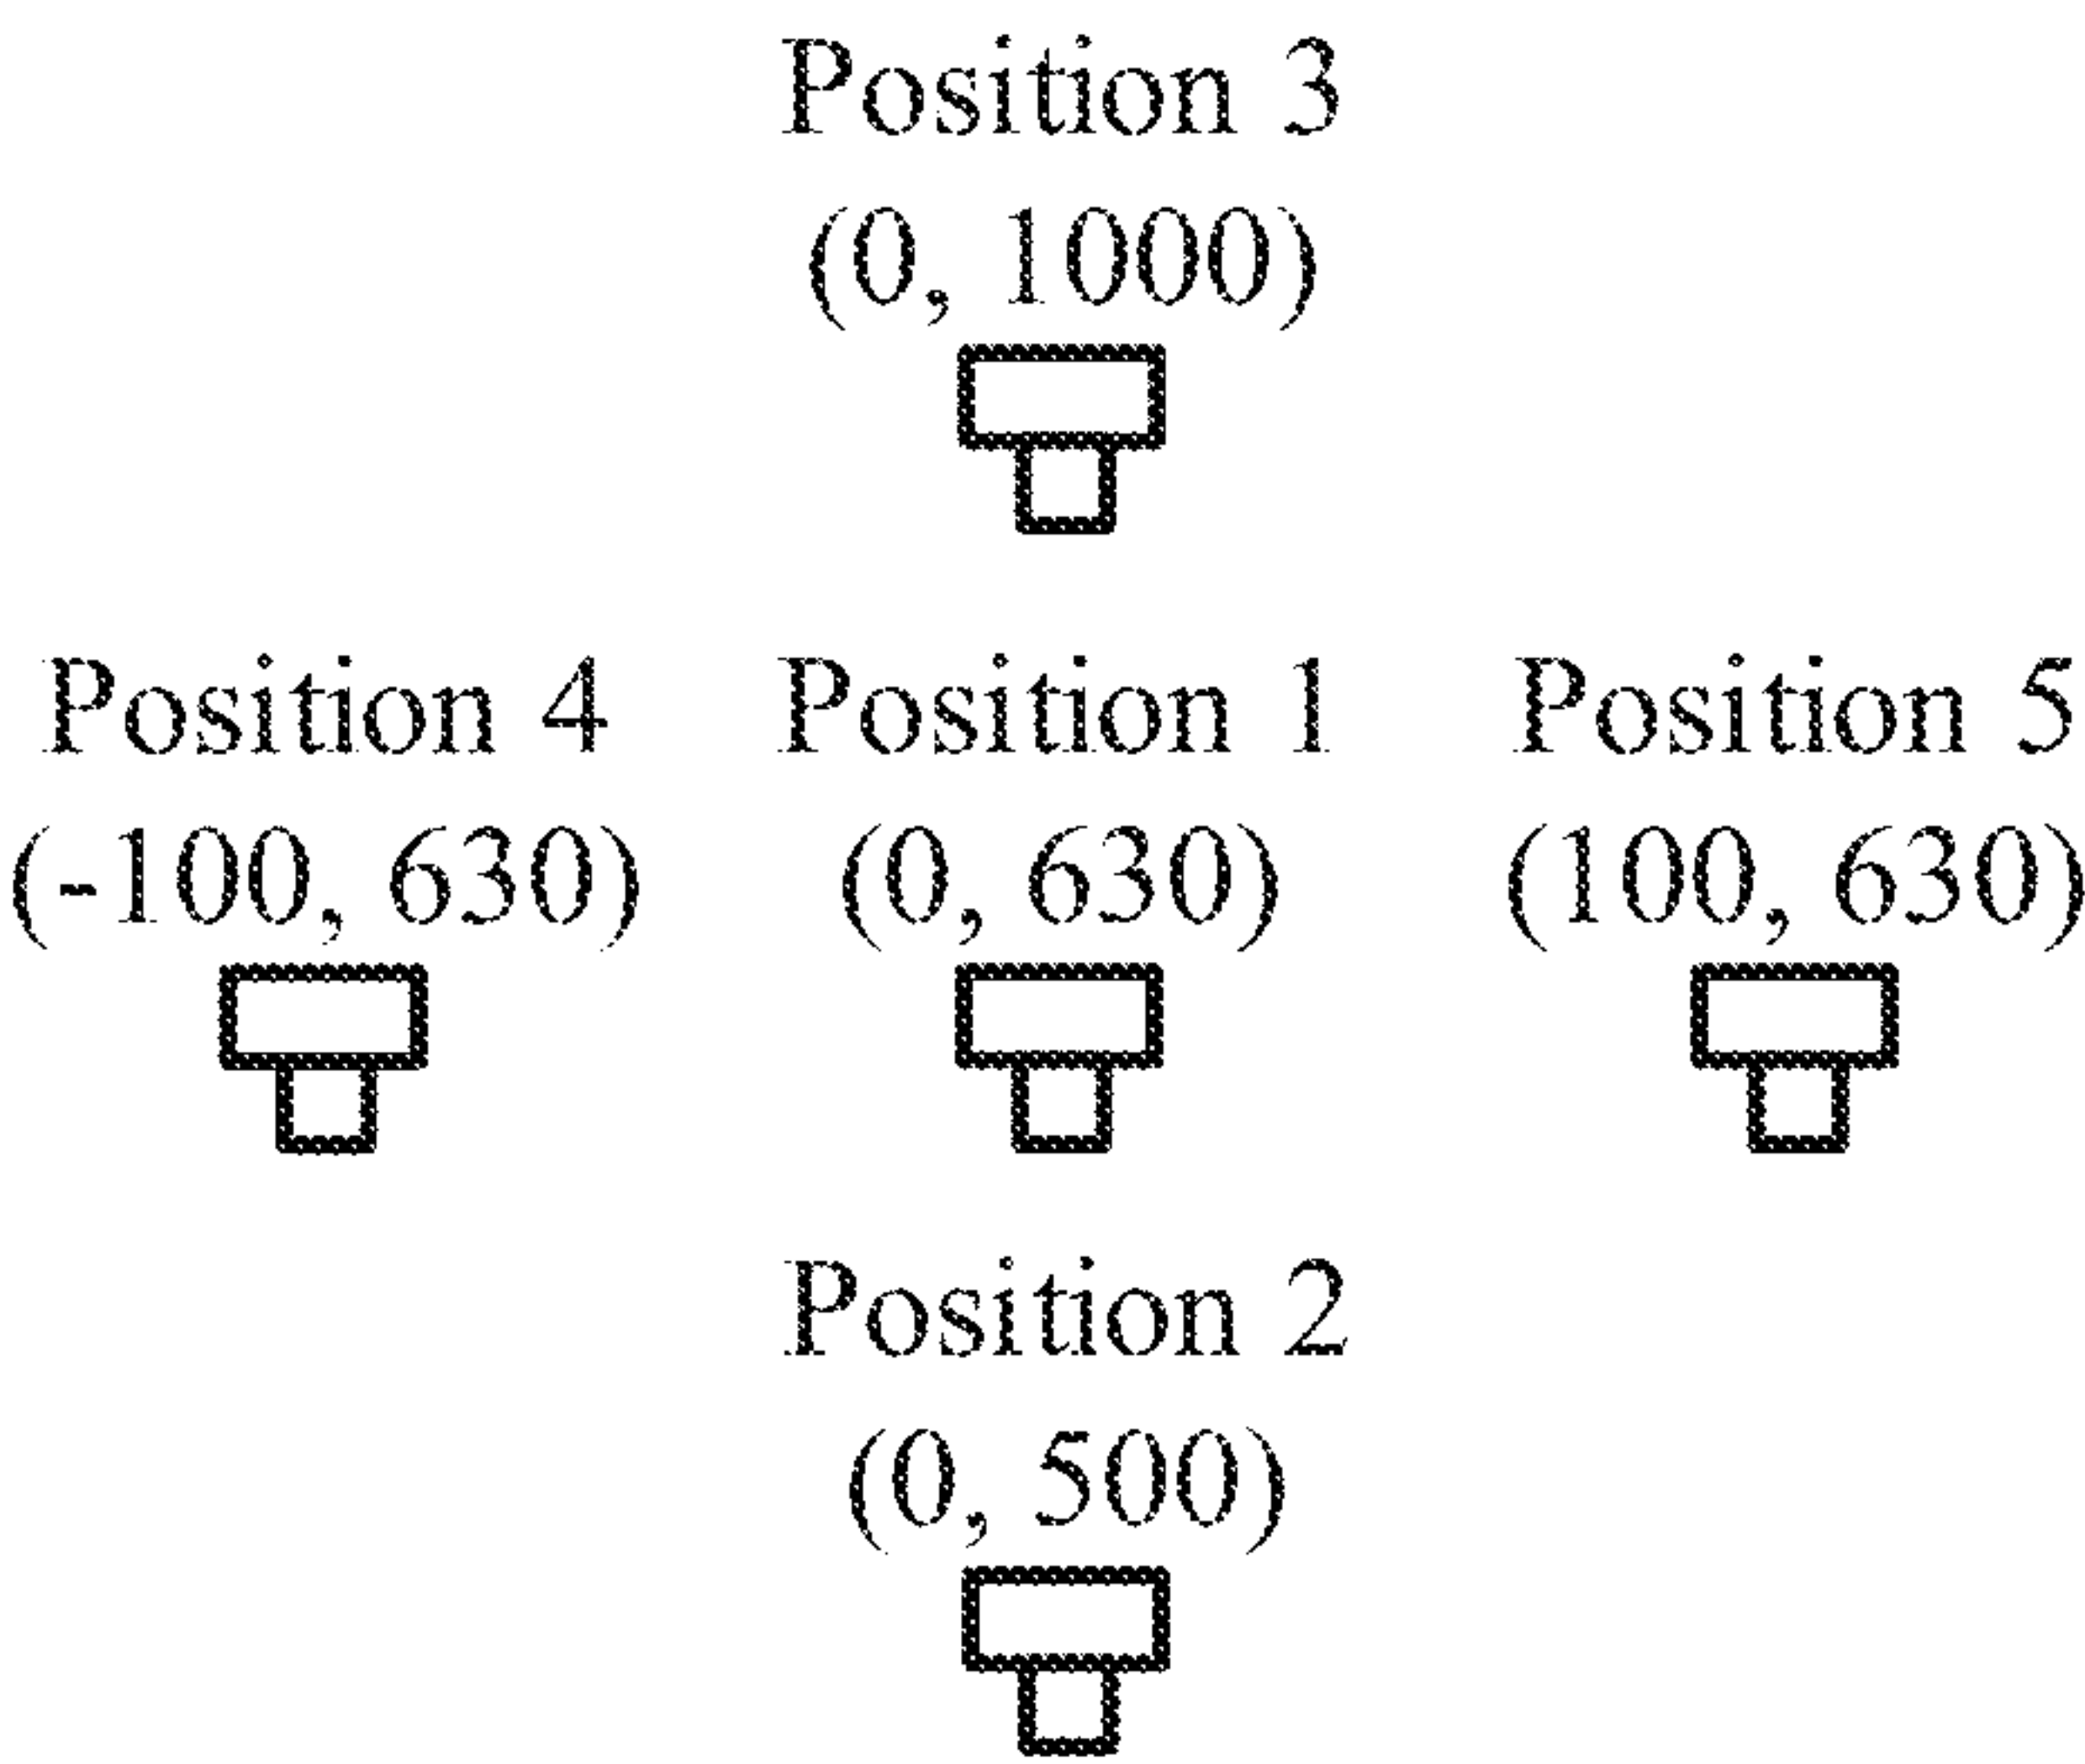 Position 3
(0, 1000)
Position 4
(-100, 630)
Position 1
(0, 630)
Position 5
(100, 630)
Position 2
(0, 500)